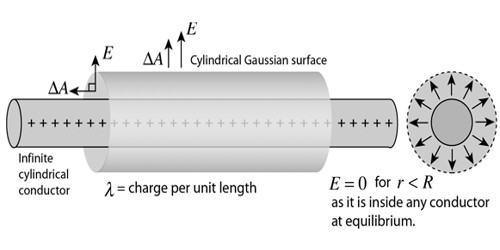 E
ΔA
E
ΔA
Cylindrical Gaussian surface
+ + + + + + + + + + + + + + + + + + + + + + + + + + + + +
Infinite
cylindrical
conductor
λ = charge per unit length
E = 0 for r < R
as it is inside any conductor
at equilibrium.